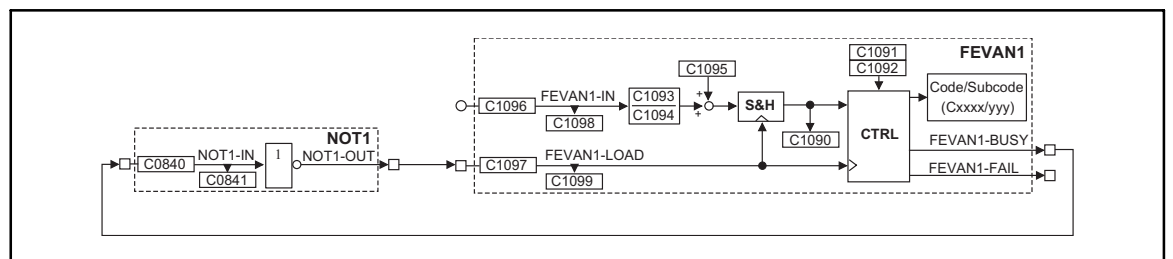 FEVAN1
C1091
C1092
C1095
Code/Subcode
(Cxxxx/yyy)
C1096
FEVAN1-IN
C1098
C1093
C1094
+
+
S&H
C1090
CTRL
FEVAN1-BUSY
FEVAN1-FAIL
NOT1
C0840
NOT1-IN
C0841
1
NOT1-OUT
C1097
FEVAN1-LOAD
C1099